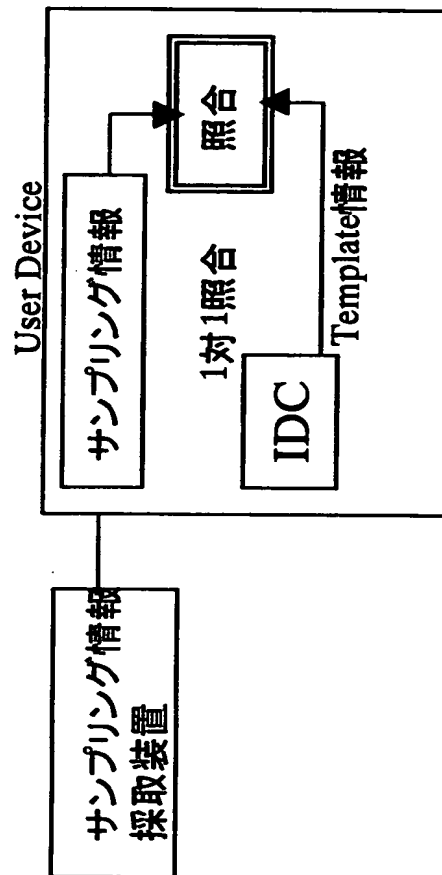 User Device
サンプリング情報
採取装置
サンプリング情報
照合
1対1照合
IDC
Template情報